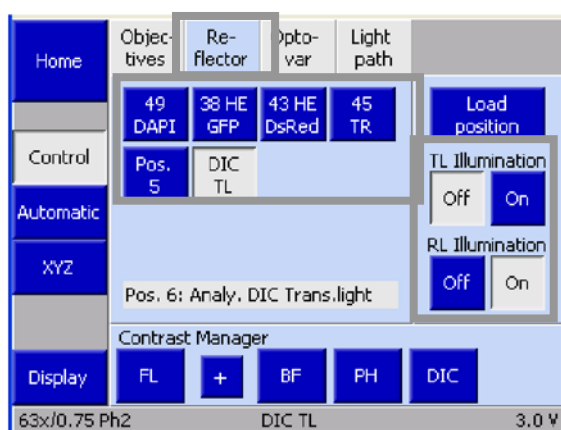 Home
Objec-
tives
Re-
flector
Opto-
var
Light
path
49
DAPI
38 HE
GFP
43 HE
DsRed
45
TR
Load
position
Control
Pos.
5
DIC
TL
TL Illumination
Off
On
Automatic
XYZ
RL Illumination
Off
On
Pos. 6: Analy. DIC Trans.light
Contrast Manager
Display
FL
+
BF
PH
DIC
63x/0.75 Ph2
DIC TL
3.0 V